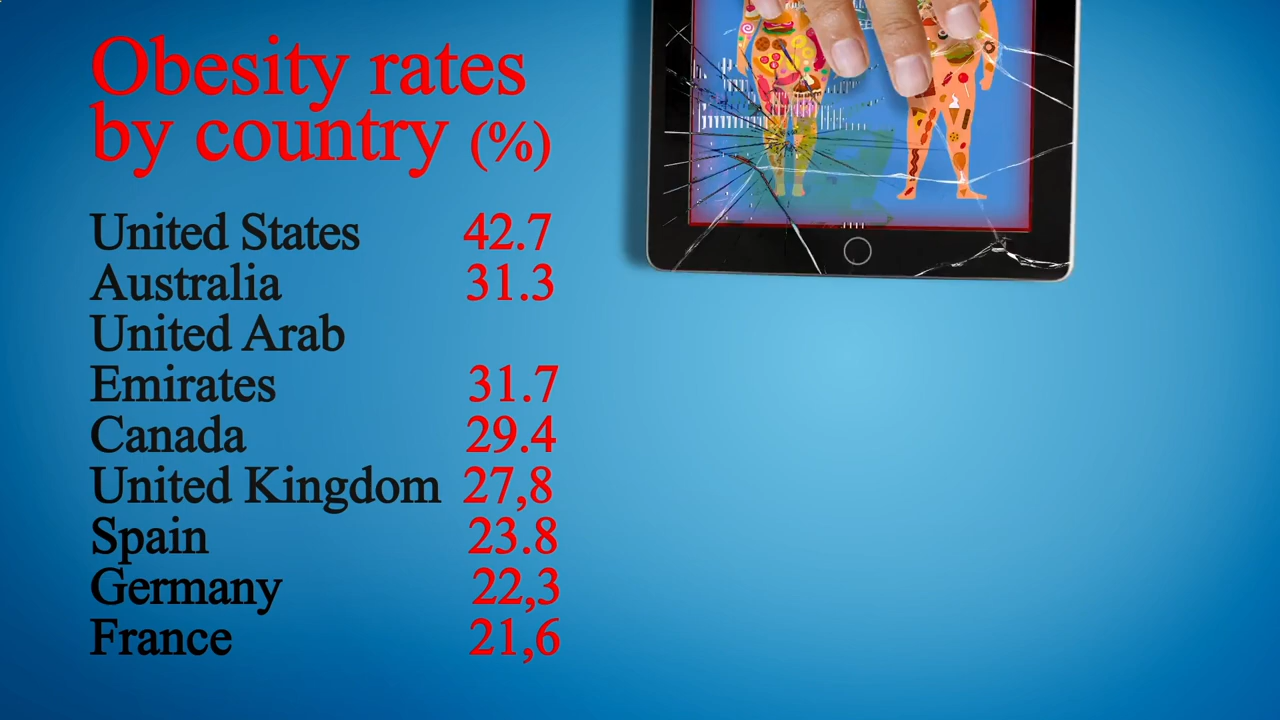 Obesity rates
by country (%)
United States 42.7
Australia 31.3
United Arab
Emirates 31.7
Canada 29.4
United Kingdom 27,8
Spain 23.8
Germany 22,3
France 21,6